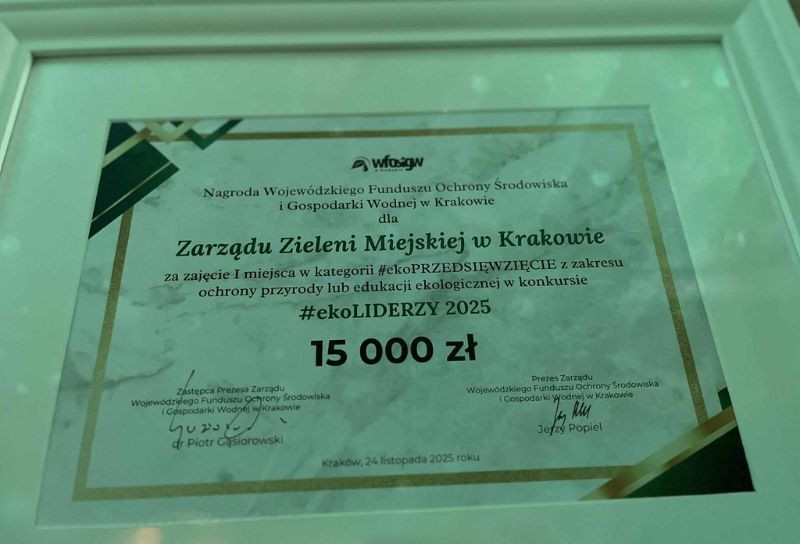 wfośigw
w Krakowie
Nagroda Wojewódzkiego Funduszu Ochrony Środowiska
i Gospodarki Wodnej w Krakowie
dla
Zarządu Zieleni Miejskiej w Krakowie
za zajęcie I miejsca w kategorii #ekoPRZEDSIĘWZIĘCIE z zakresu
ochrony przyrody lub edukacji ekologicznej w konkursie
#ekoLIDERZY 2025
15 000 zł
Zastępca Prezesa Zarządu
Wojewódzkiego Funduszu Ochrony Środowiska
i Gospodarki Wodnej w Krakowie
dr Piotr Gąsiorowski
Prezes Zarządu
Wojewódzkiego Funduszu Ochrony Środowiska
i Gospodarki Wodnej w Krakowie
Jerzy Popiel
Kraków, 24 listopada 2025 roku